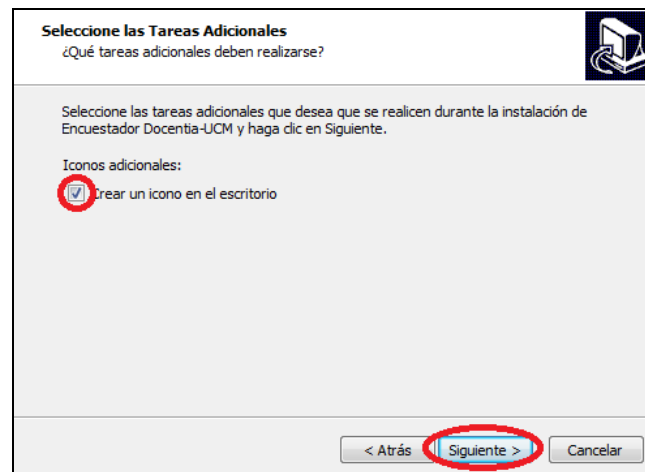 Seleccione las Tareas Adicionales
¿Qué tareas adicionales deben realizarse?
Seleccione las tareas adicionales que desea que se realicen durante la instalación de
Encuestador Docentia-UCM y haga clic en Siguiente.
Iconos adicionales:
Crear un icono en el escritorio
< Atrás
Siguiente >
Cancelar